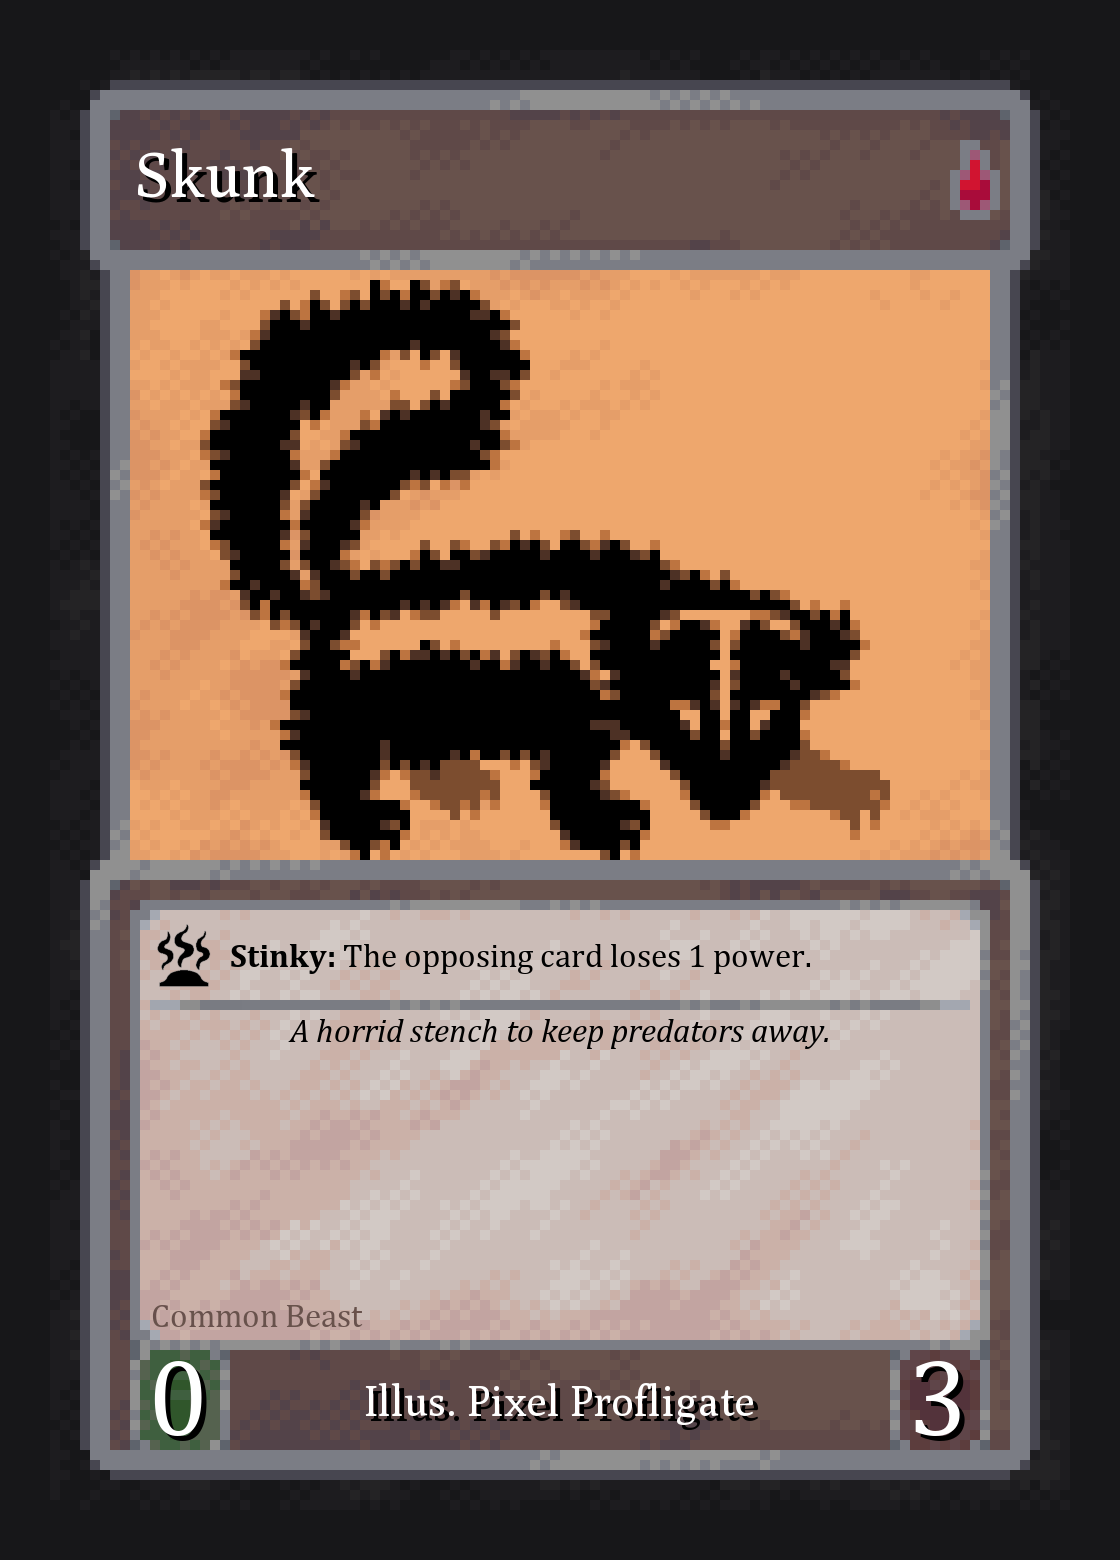 Skunk
Stinky: The opposing card loses 1 power.
A horrid stench to keep predators away.
Common Beast
0
Illus. Pixel Profligate
3